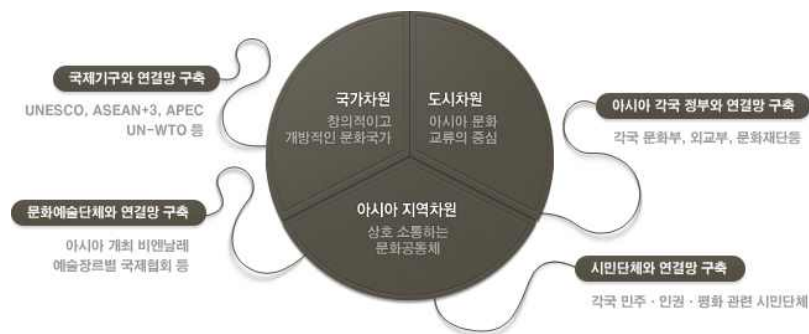 국제기구와 연결망 구축
UNESCO, ASEAN+3, APEC
UN-WTO 등
국가차원
창의적이고
개방적인 문화국가
도시차원
아시아 문화
교류의 중심
아시아 각국 정부와 연결망 구축
각국 문화부, 외교부, 문화재단등
문화예술단체와 연결망 구축
아시아 개최 비엔날레
예술장르별 국제협회 등
아시아 지역차원
상호 소통하는
문화공동체
시민단체와 연결망 구축
각국 민주 · 인권 · 평화 관련 시민단체